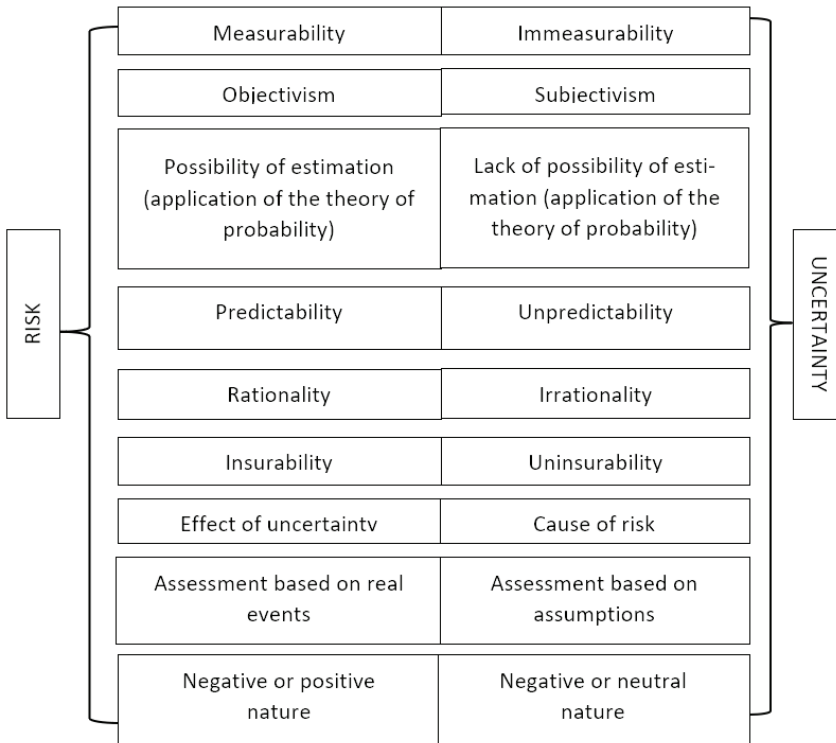 Measurability Immeasurability
Objectivism Subjectivism
Possibility of estimation
(application of the theory of
probability)
Lack of possibility of esti-
mation (application of the
theory of probability)
RISK
UNCERTAINTY
Predictability Unpredictability
Rationality Irrationality
Insurability Uninsurability
Effect of uncertainty Cause of risk
Assessment based on real
events
Assessment based on
assumptions
Negative or positive
nature
Negative or neutral
nature